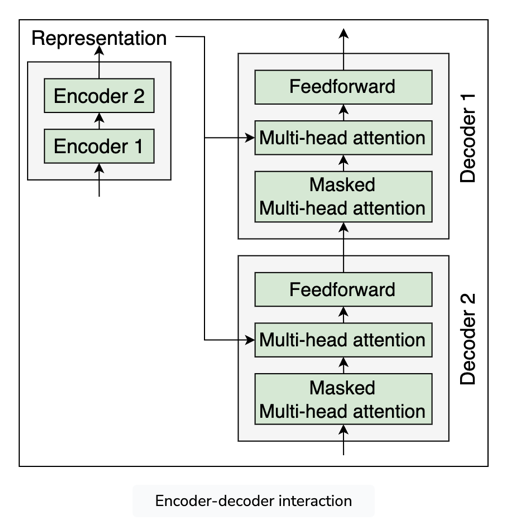 Representation
Encoder 2
Encoder 1
Feedforward
Multi-head attention
Masked
Multi-head attention
Decoder 1
Feedforward
Multi-head attention
Masked
Multi-head attention
Decoder 2
Encoder-decoder interaction